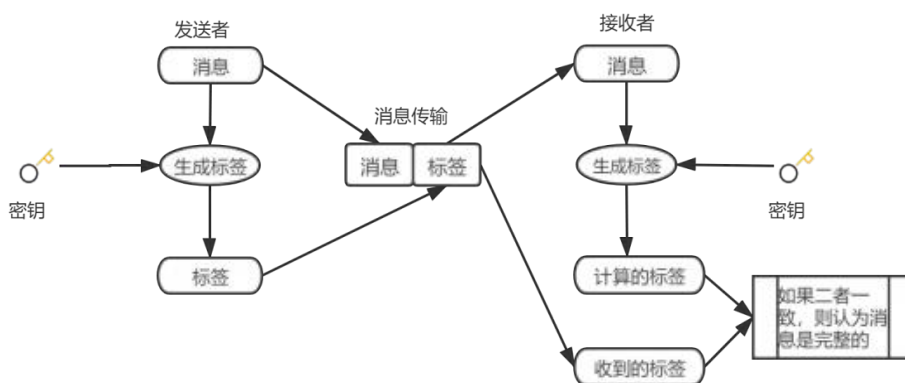 发送者
接收者
消息
消息
消息传输
消息
标签
生成标签
生成标签
密钥
密钥
标签
计算的标签
如果二者一
致，则认为消
息是完整的
收到的标签